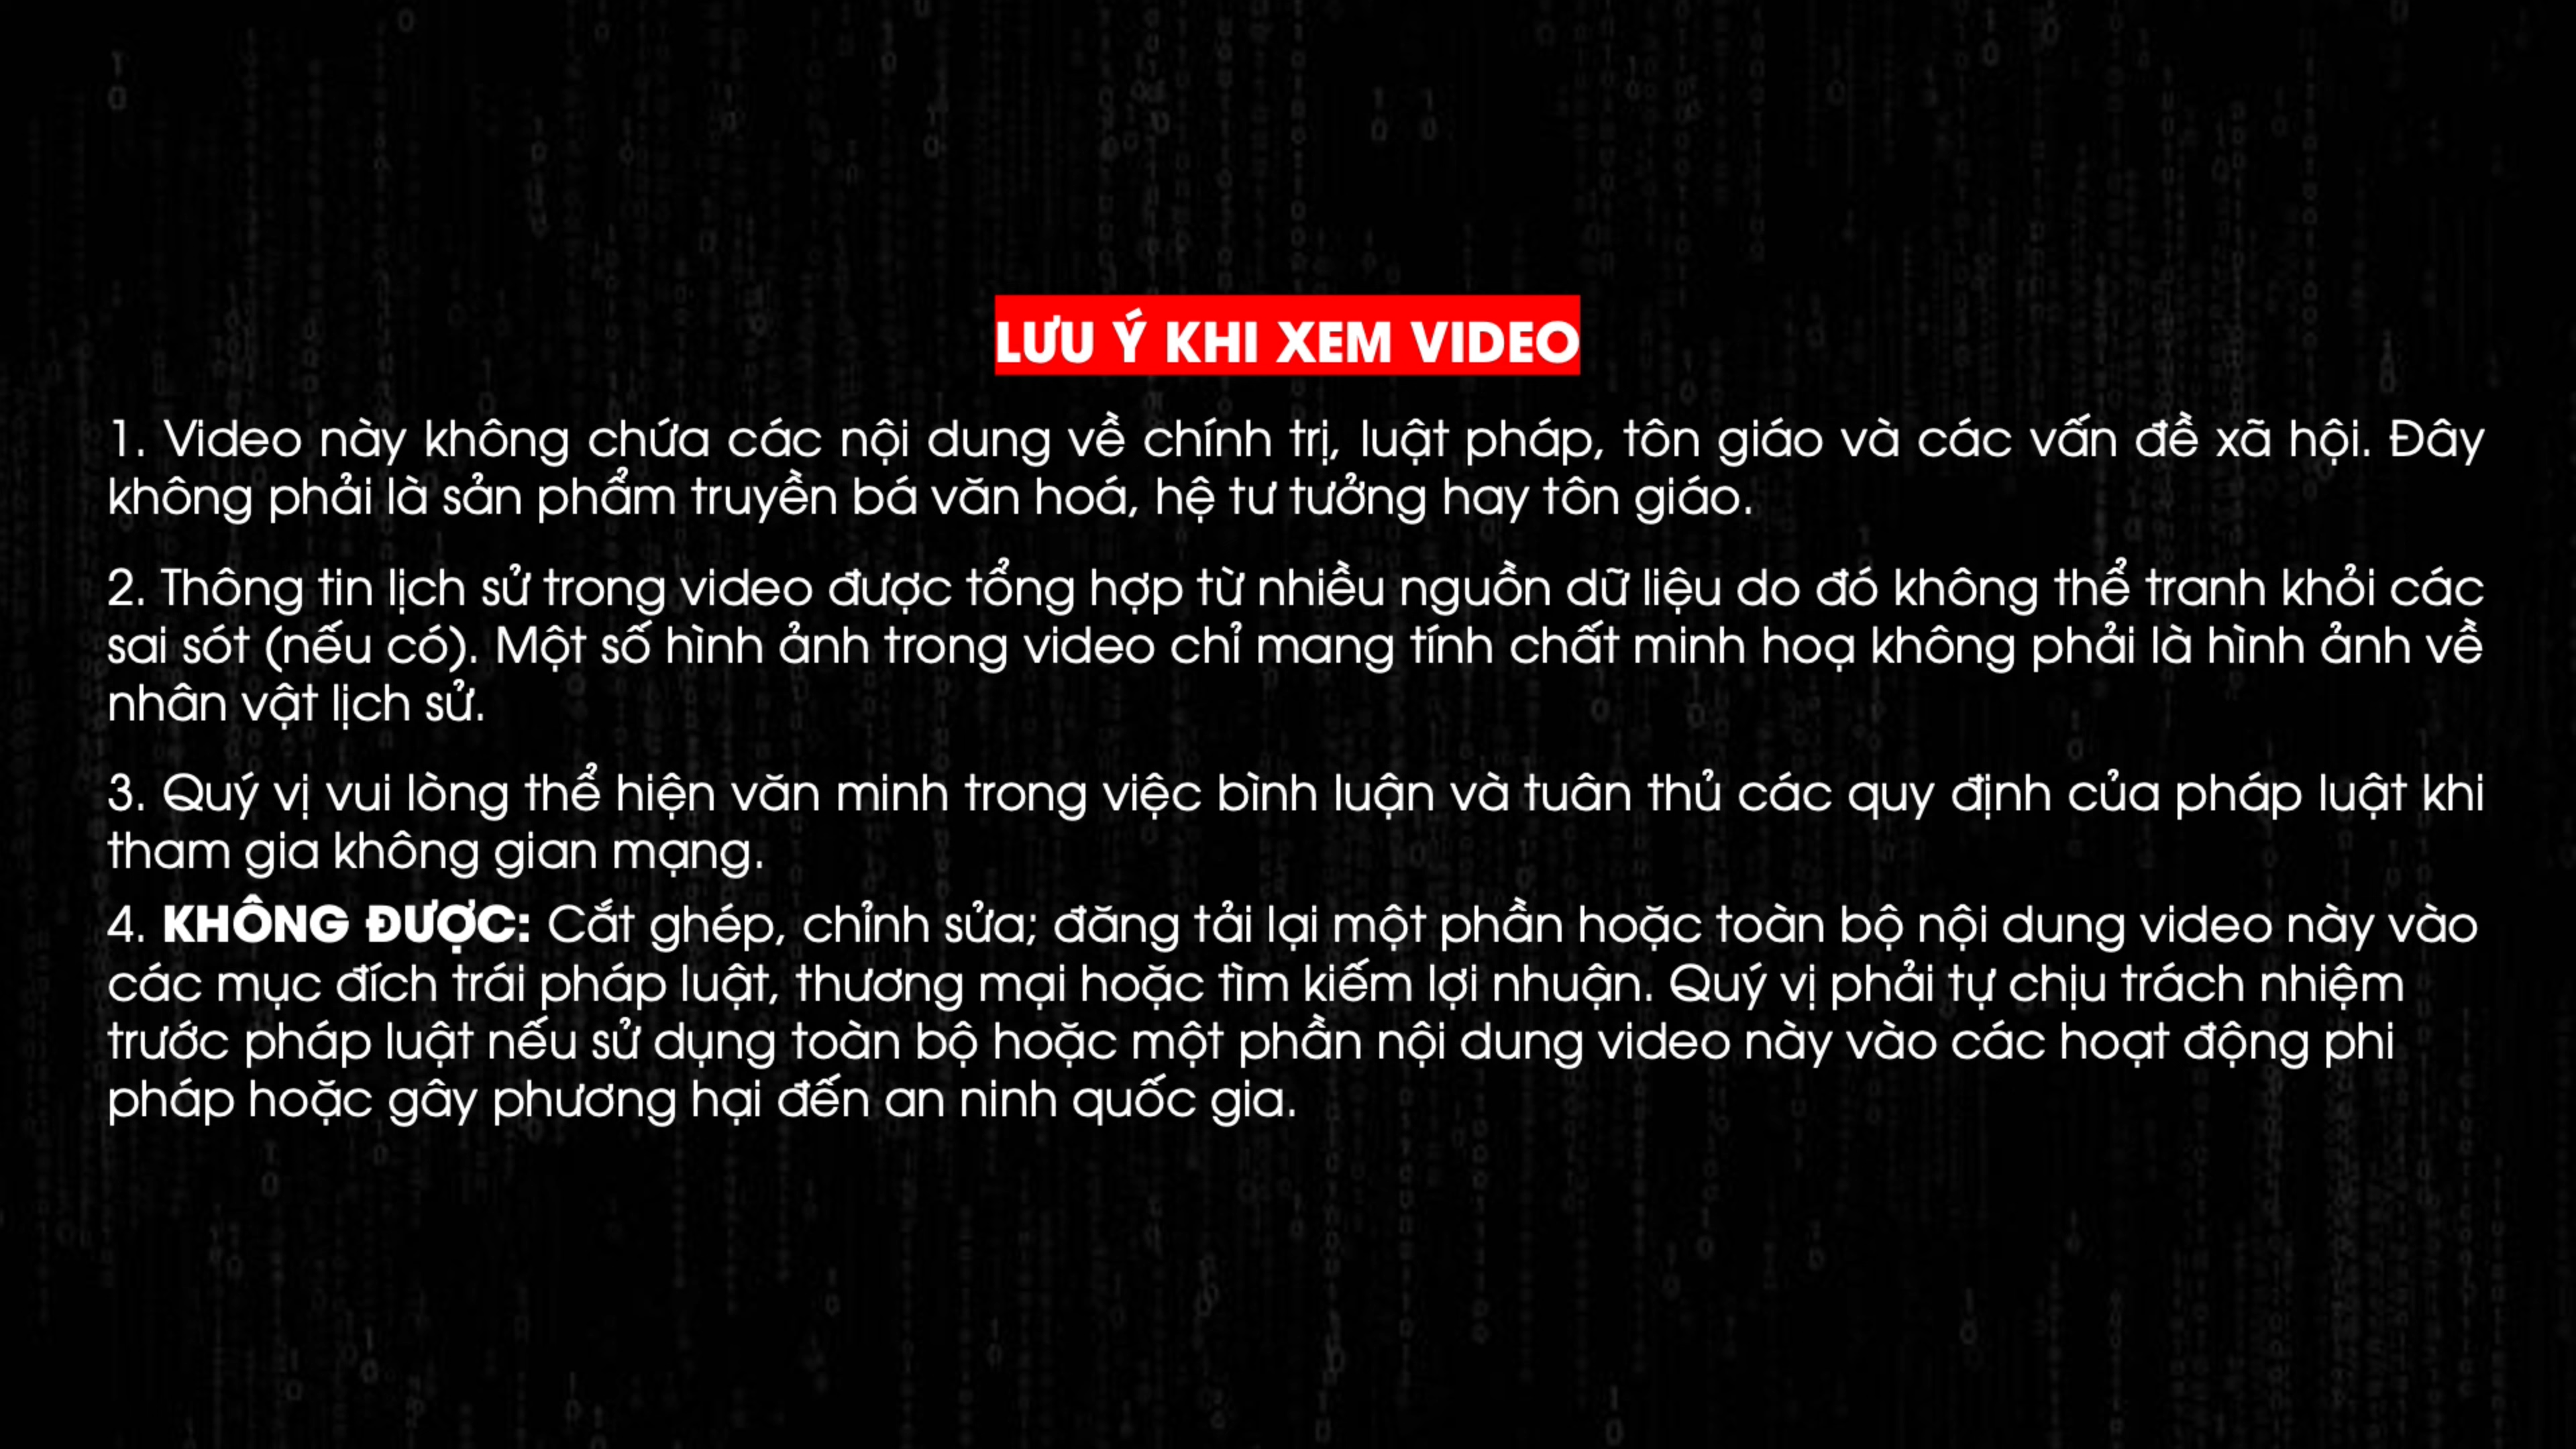 LƯU Ý KHI XEM VIDEO
1. Video này không chứa các nội dung về chính trị, luật pháp, tôn giáo và các vấn đề xã hội. Đây
không phải là sản phẩm truyền bá văn hoá, hệ tư tưởng hay tôn giáo.
2. Thông tin lịch sử trong video được tổng hợp từ nhiều nguồn dữ liệu do đó không thể tranh khỏi các
sai sót (nếu có). Một số hình ảnh trong video chỉ mang tính chất minh hoạ không phải là hình ảnh về
nhân vật lịch sử.
3. Quý vị vui lòng thể hiện văn minh trong việc bình luận và tuân thủ các quy định của pháp luật khi
tham gia không gian mạng.
4. KHÔNG ĐƯỢC: Cắt ghép, chỉnh sửa; đăng tải lại một phần hoặc toàn bộ nội dung video này vào
các mục đích trái pháp luật, thương mại hoặc tìm kiếm lợi nhuận. Quý vị phải tự chịu trách nhiệm
trước pháp luật nếu sử dụng toàn bộ hoặc một phần nội dung video này vào các hoạt động phi
pháp hoặc gây phương hại đến an ninh quốc gia.